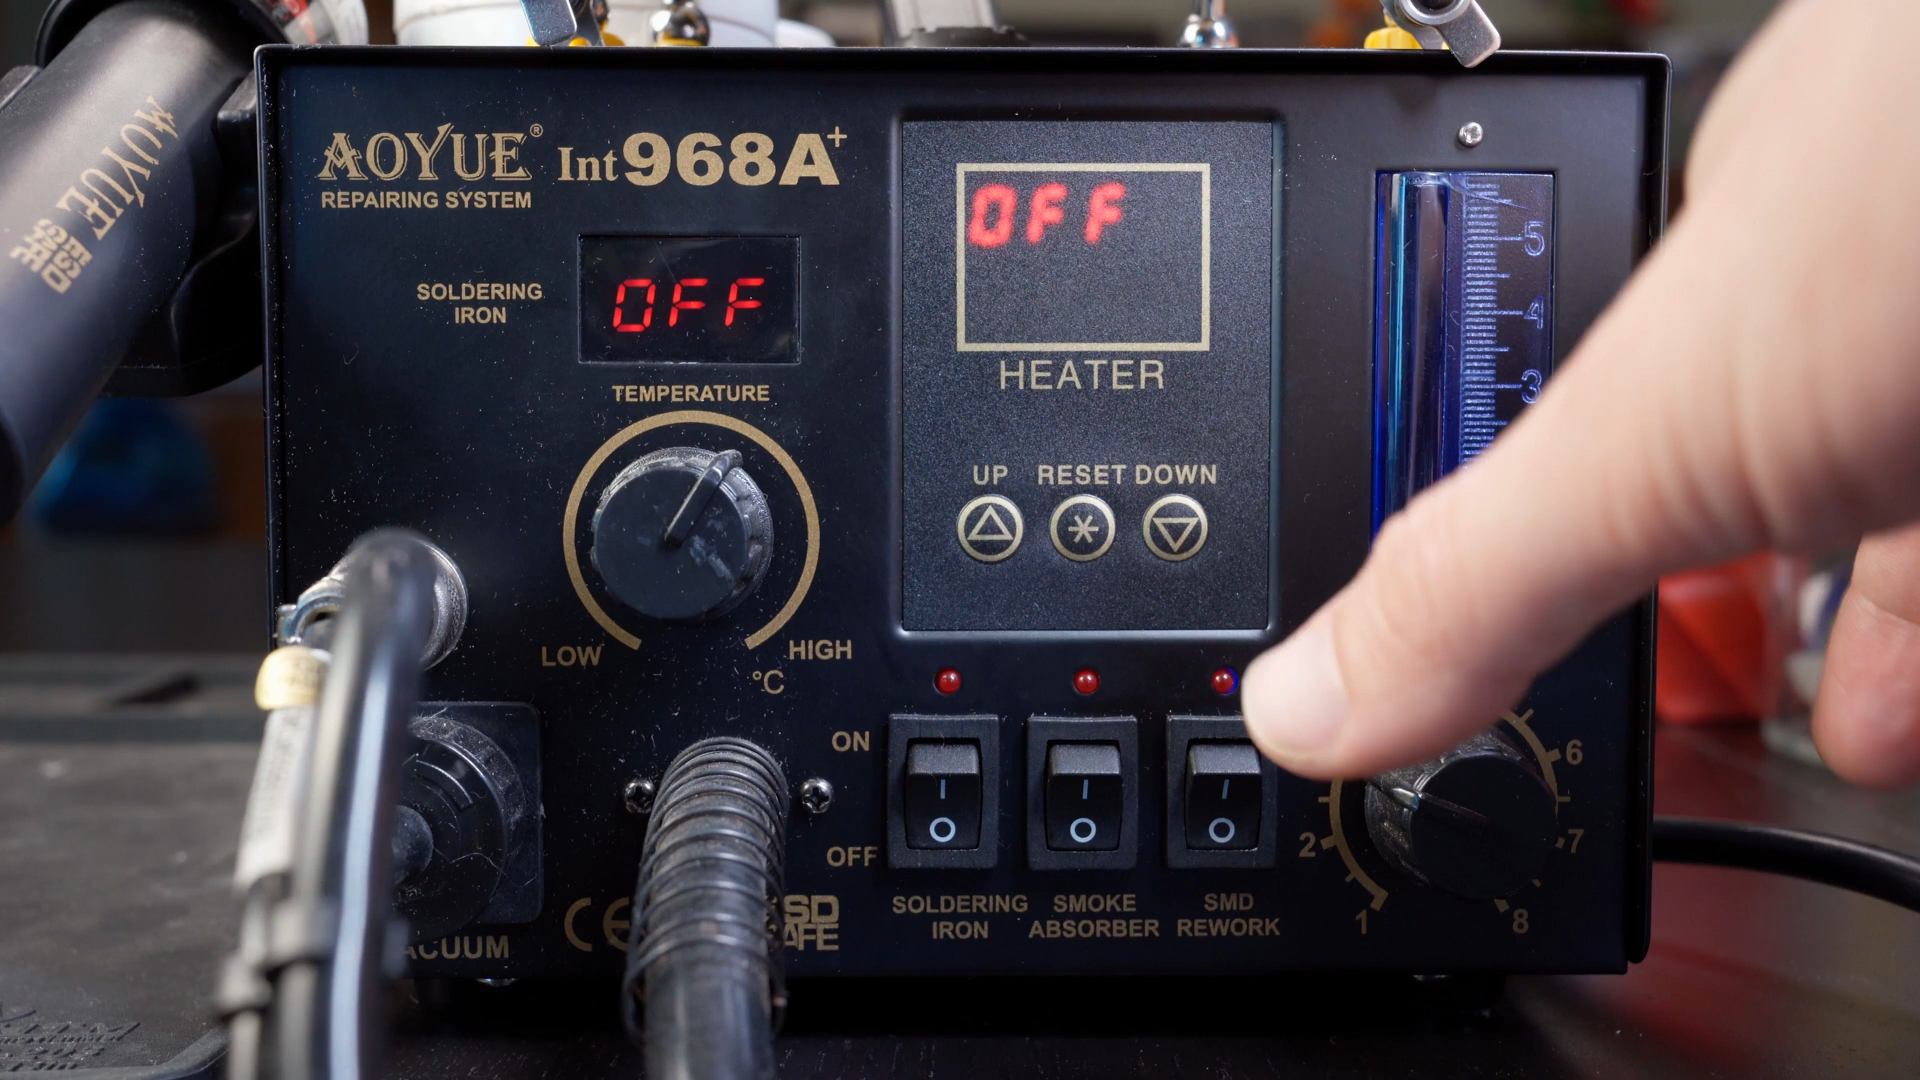 AOYUE® Int968A+
REPAIRING SYSTEM
SOLDERING
IRON
OFF
TEMPERATURE
LOW
HIGH
°C
OFF
HEATER
UP RESET DOWN
5
4
3
ON
OFF
I
O
I
O
I
O
SOLDERING
IRON
SMOKE
ABSORBER
SMD
REWORK
1
2
6
7
8
CE
AOYUE